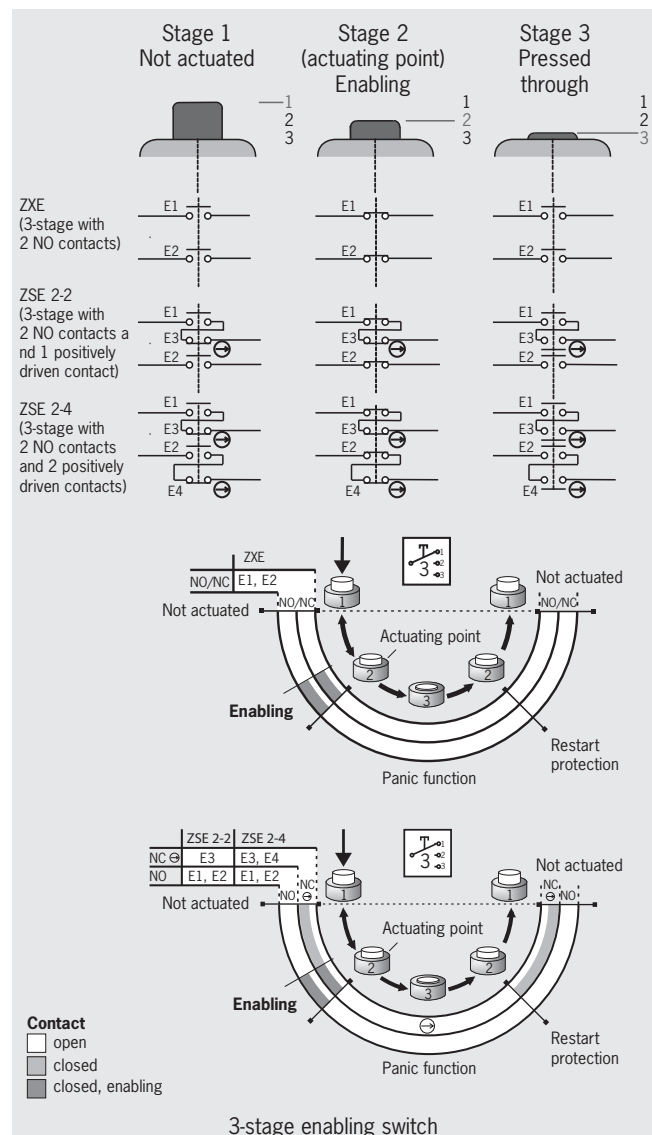 Stage 1
Not actuated
Stage 2
(actuating point)
Enabling
Stage 3
Pressed
through
1
2
3
1
2
3
1
2
3
ZXE
(3-stage with
2 NO contacts)
E1
E2
E1
E2
E1
E2
ZSE 2-2
(3-stage with
2 NO contacts a
nd 1 positively
driven contact)
E1
E3
E2
E1
E3
E2
E1
E3
E2
ZSE 2-4
(3-stage with
2 NO contacts
and 2 positively
driven contacts)
E1
E3
E2
E4
E1
E3
E2
E4
E1
E3
E2
E4
ZXE
NO/NC E1, E2
Not actuated
NO/NC
1
T
3
1
2
3
1
Not actuated
NO/NC
Actuating point
2
3
2
Enabling
Restart
protection
Panic function
ZSE 2-2 ZSE 2-4
NC E3 E3, E4
NO E1, E2 E1, E2
Not actuated
NO
NC
1
T
3
1
2
3
1
Not actuated
NC
NO
Actuating point
2
3
2
Enabling
Restart
protection
Panic function
Contact
open
closed
closed, enabling
3-stage enabling switch